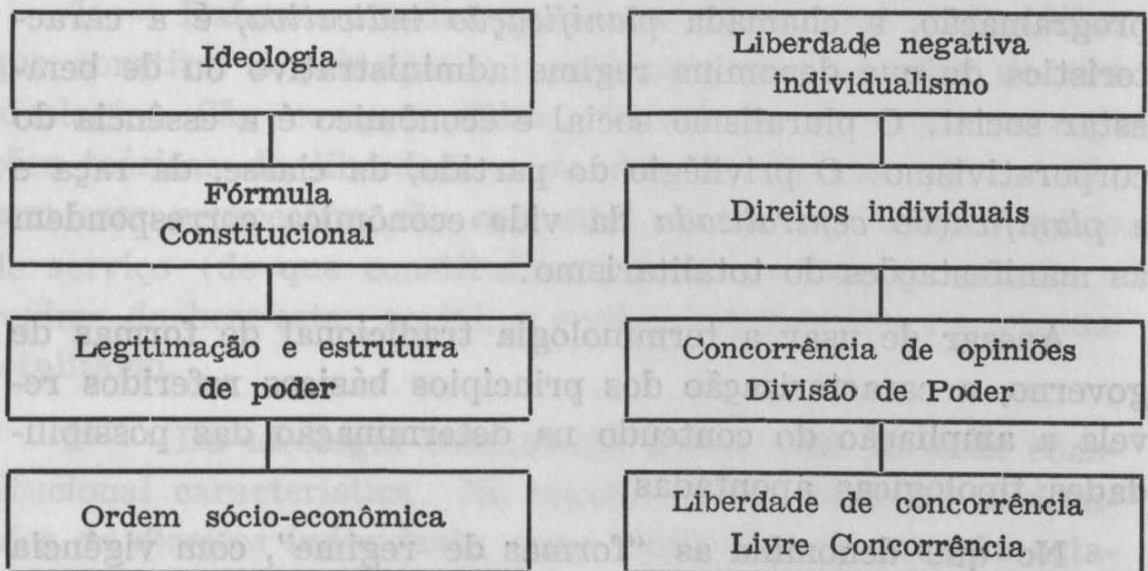 Ideologia
Liberdade negativa
individualismo
Fórmula
Constitucional
Direitos individuais
Legitimação e estrutura
de poder
Concorrência de opiniões
Divisão de Poder
Ordem sócio-econômica
Liberdade de concorrência
Livre Concorrência